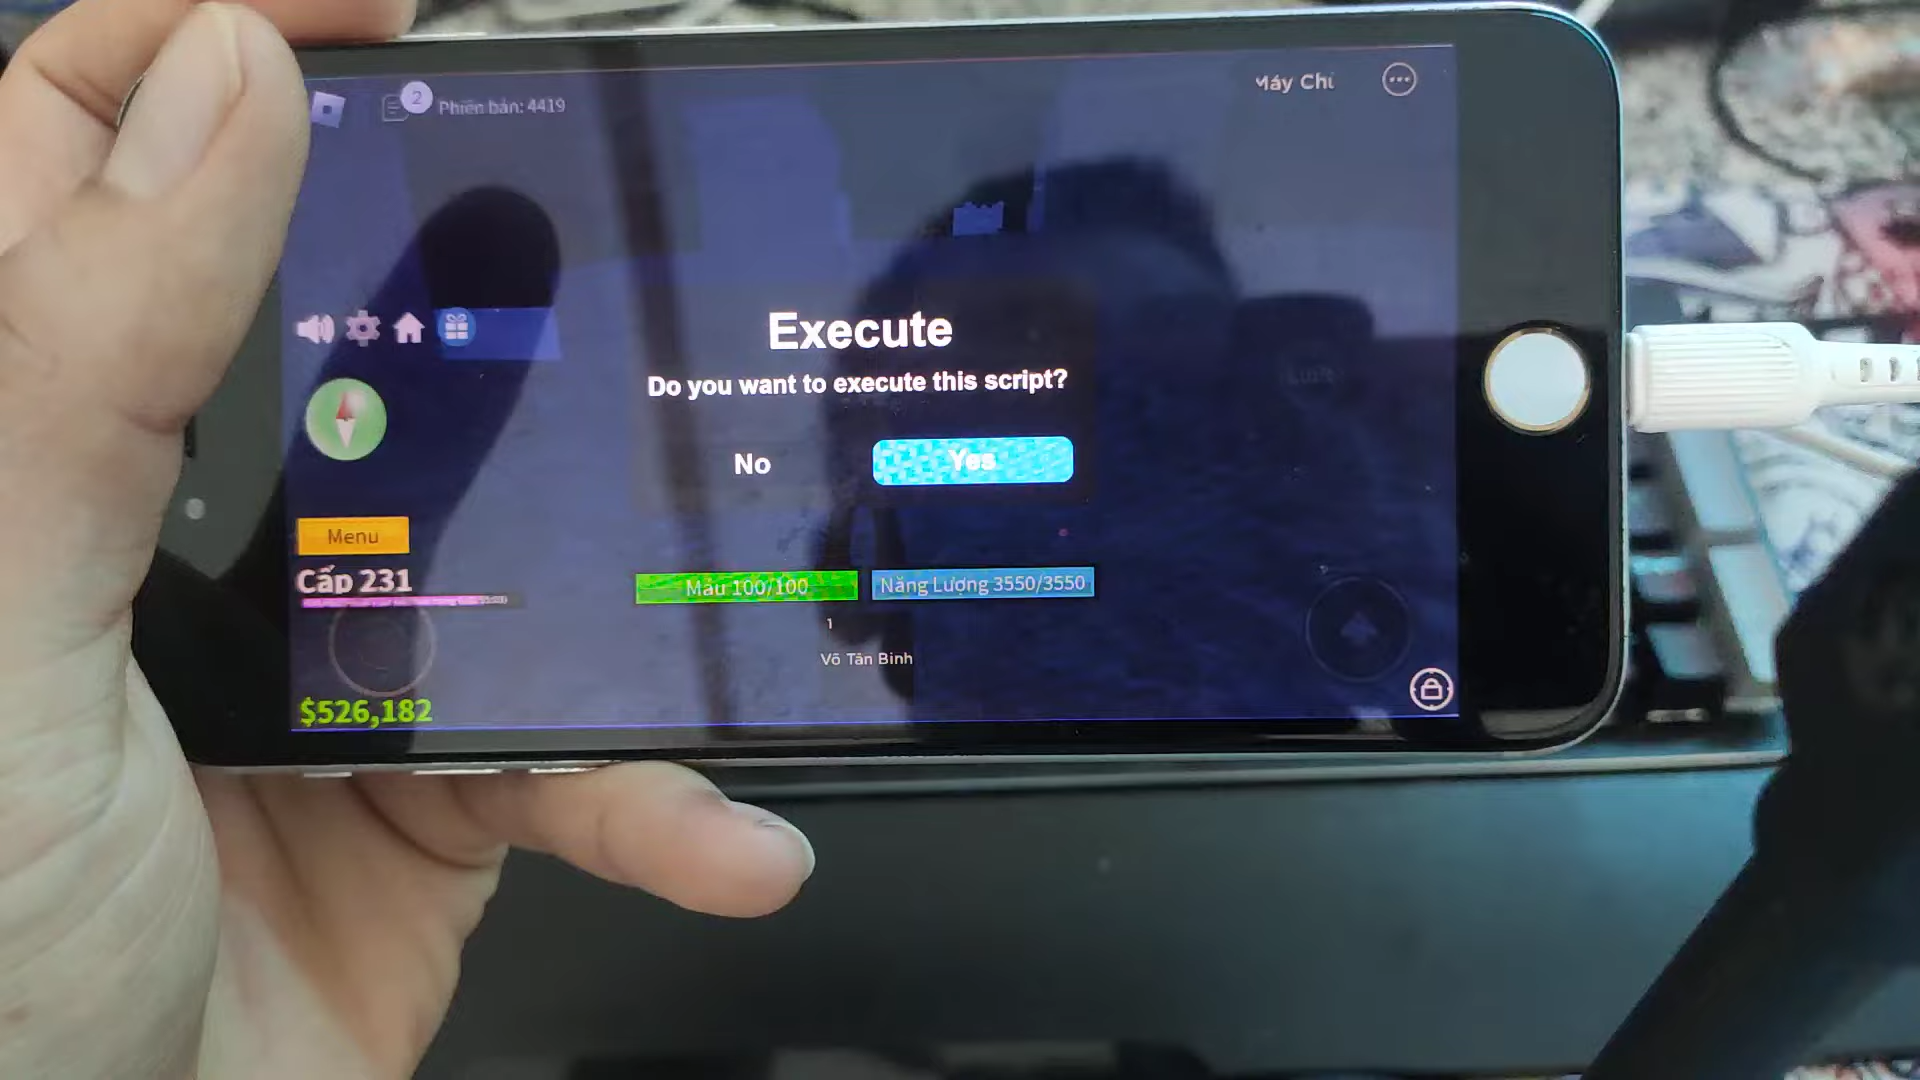 2
Phiên bản: 4419
Máy Chủ
Execute
Do you want to execute this script?
No
Yes
Menu
Cấp 231
Máu 100/100
Năng Lượng 3550/3550
1
Võ Tân Binh
$526,182